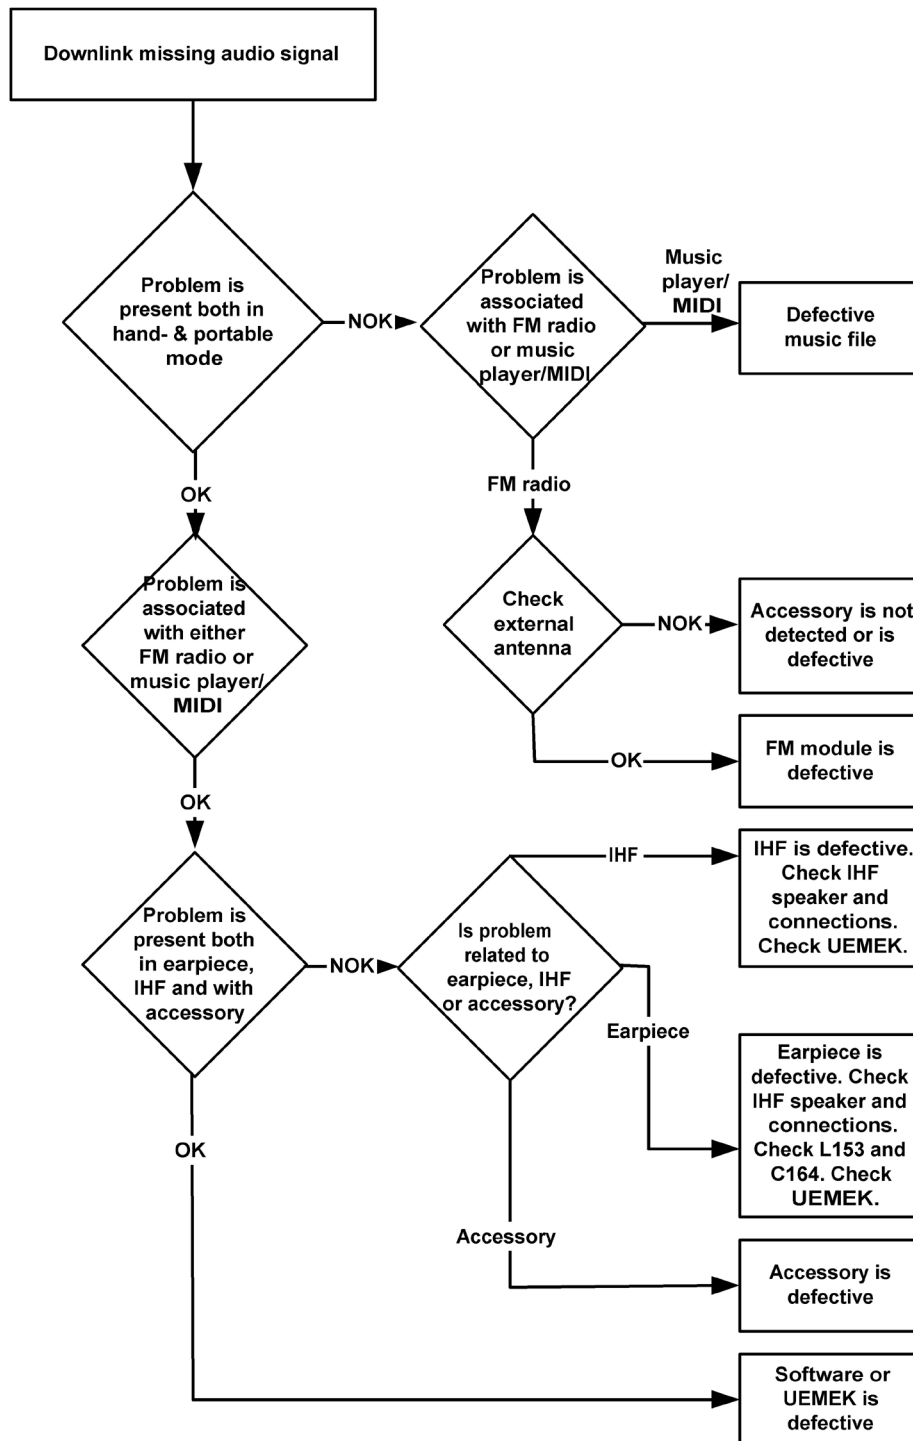 Downlink missing audio signal
Problem is
present both in
hand- & portable
mode
NOK
Problem is
associated
with FM radio
or music
player/MIDI
Music
player/
MIDI
Defective
music file
OK
FM radio
Problem is
associated
with either
FM radio or
music player/
MIDI
Check
external
antenna
NOK
Accessory is not
detected or is
defective
OK
FM module is
defective
OK
Problem is
present both
in earpiece,
IHF and with
accessory
NOK
Is problem
related to
earpiece, IHF
or accessory?
IHF
IHF is defective.
Check IHF
speaker and
connections.
Check UEMEK.
Earpiece
Earpiece is
defective. Check
IHF speaker and
connections.
Check L153 and
C164. Check
UEMEK.
OK
Accessory
Accessory is
defective
Software or
UEMEK is
defective